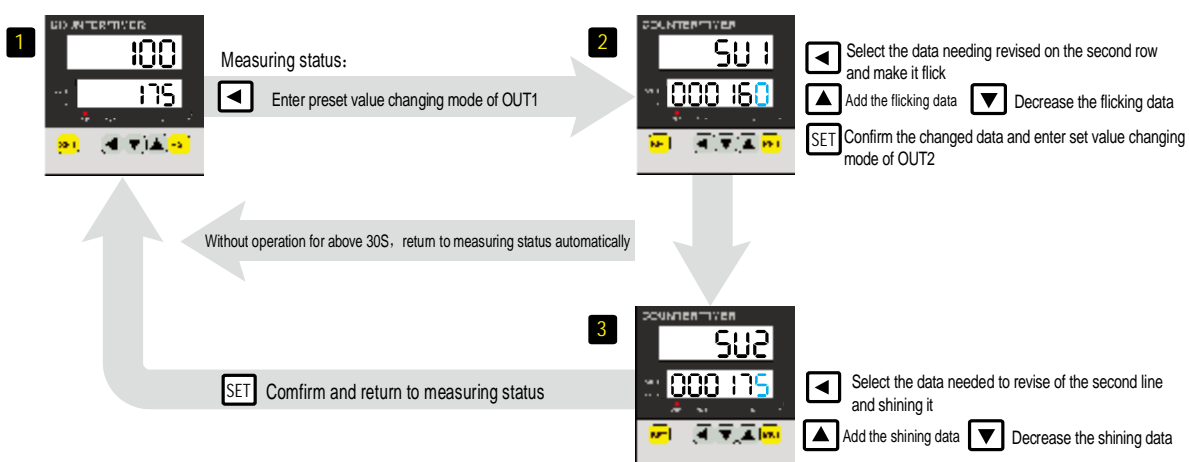 1
100
175
Measuring status:
Enter preset value changing mode of OUT1
2
SV1
0001600
Select the data needing revised on the second row
and make it flick
Add the flicking data
Decrease the flicking data
SET
Confirm the changed data and enter set value changing
mode of OUT2
Without operation for above 30S, return to measuring status automatically
3
SV2
000175
Select the data needed to revise of the second line
and shining it
Add the shining data
Decrease the shining data
SET
Comfirm and return to measuring status